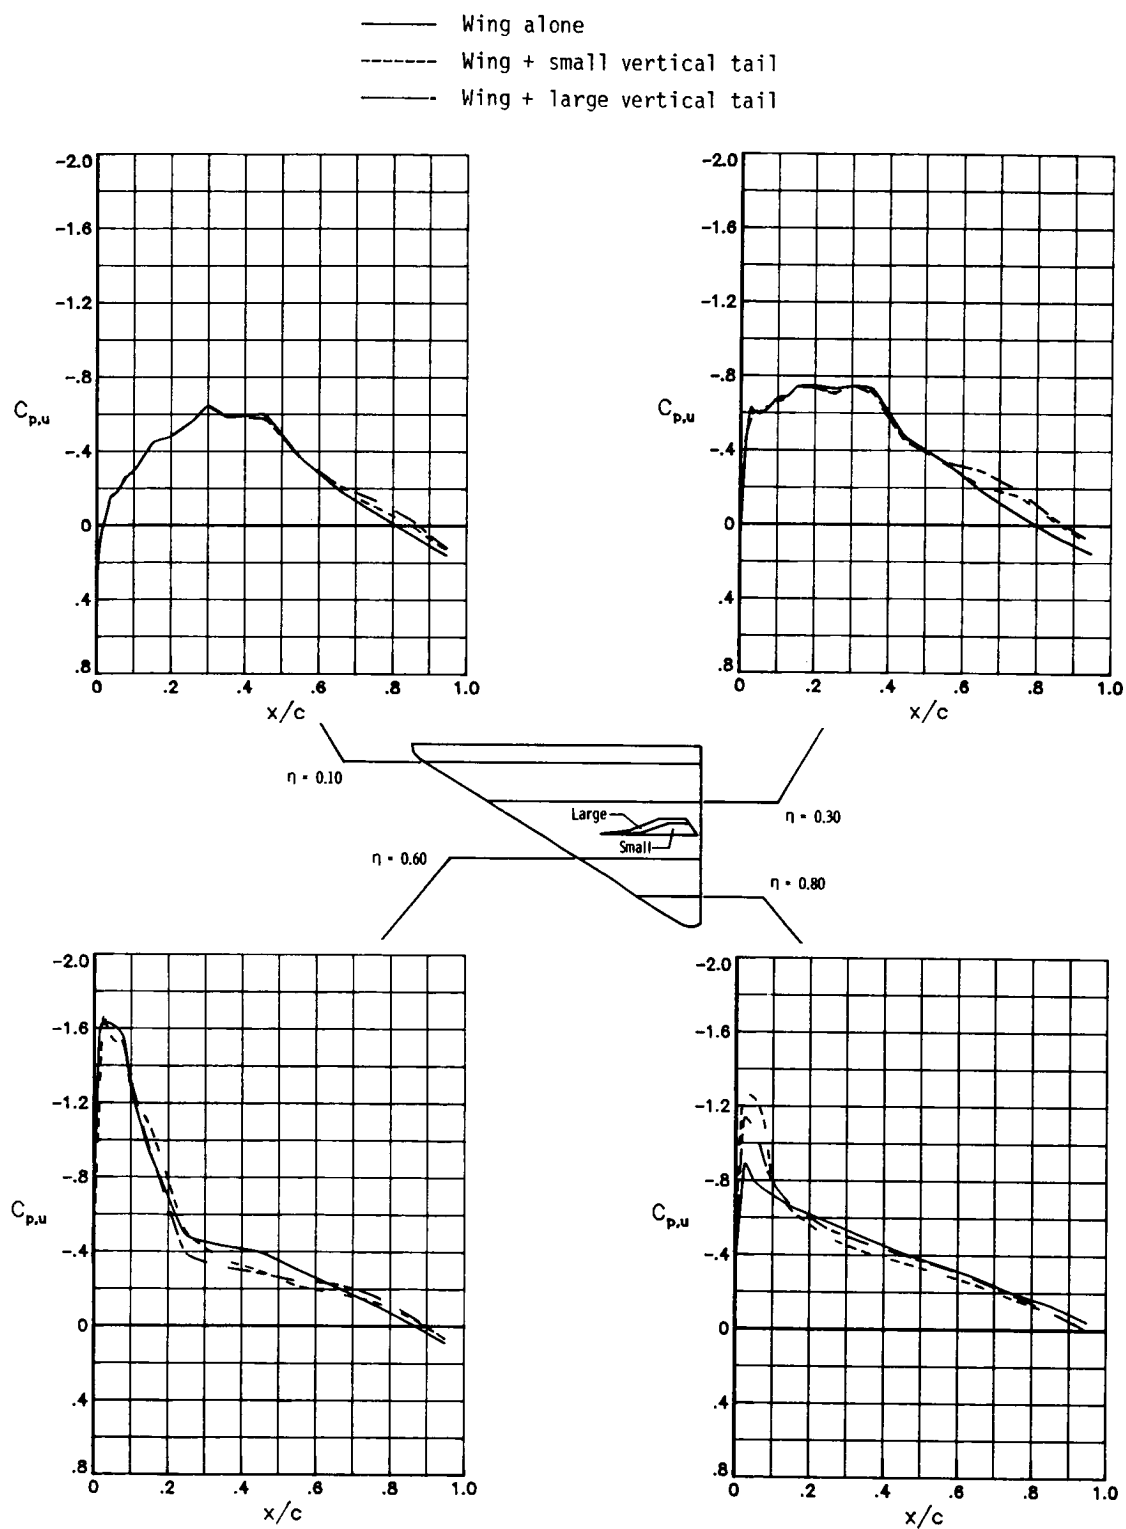 Wing alone
Wing + small vertical tail
Wing + large vertical tail
-2.0
-1.6
-1.2
-.8
Cp,u
-.4
0
.4
.8
0 .2 .4 .6 .8 1.0
x/c
-2.0
-1.6
-1.2
-.8
Cp,u
-.4
0
.4
.8
0 .2 .4 .6 .8 1.0
x/c
η = 0.10
η = 0.30
Large
Small
η = 0.60
η = 0.80
-2.0
-1.6
-1.2
-.8
Cp,u
-.4
0
.4
.8
0 .2 .4 .6 .8 1.0
x/c
-2.0
-1.6
-1.2
-.8
Cp,u
-.4
0
.4
.8
0 .2 .4 .6 .8 1.0
x/c